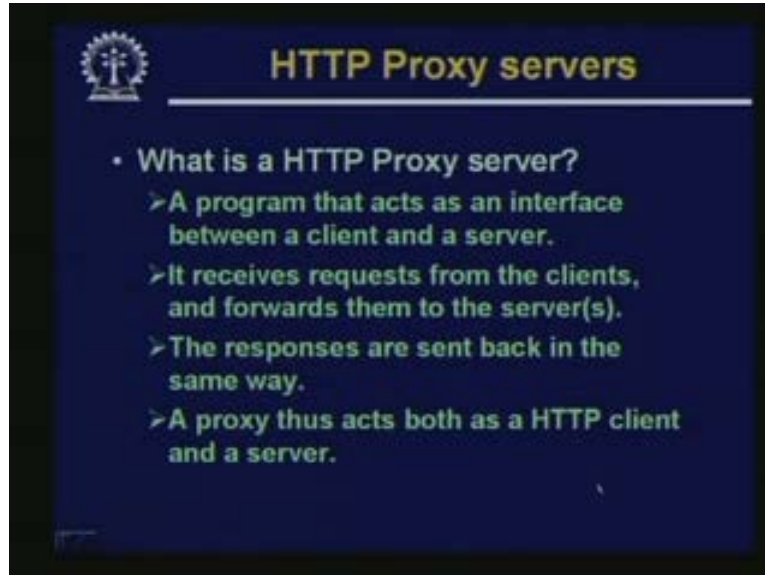 HTTP Proxy servers
• What is a HTTP Proxy server?
➢A program that acts as an interface
between a client and a server.
➢It receives requests from the clients,
and forwards them to the server(s).
➢The responses are sent back in the
same way.
➢A proxy thus acts both as a HTTP client
and a server.